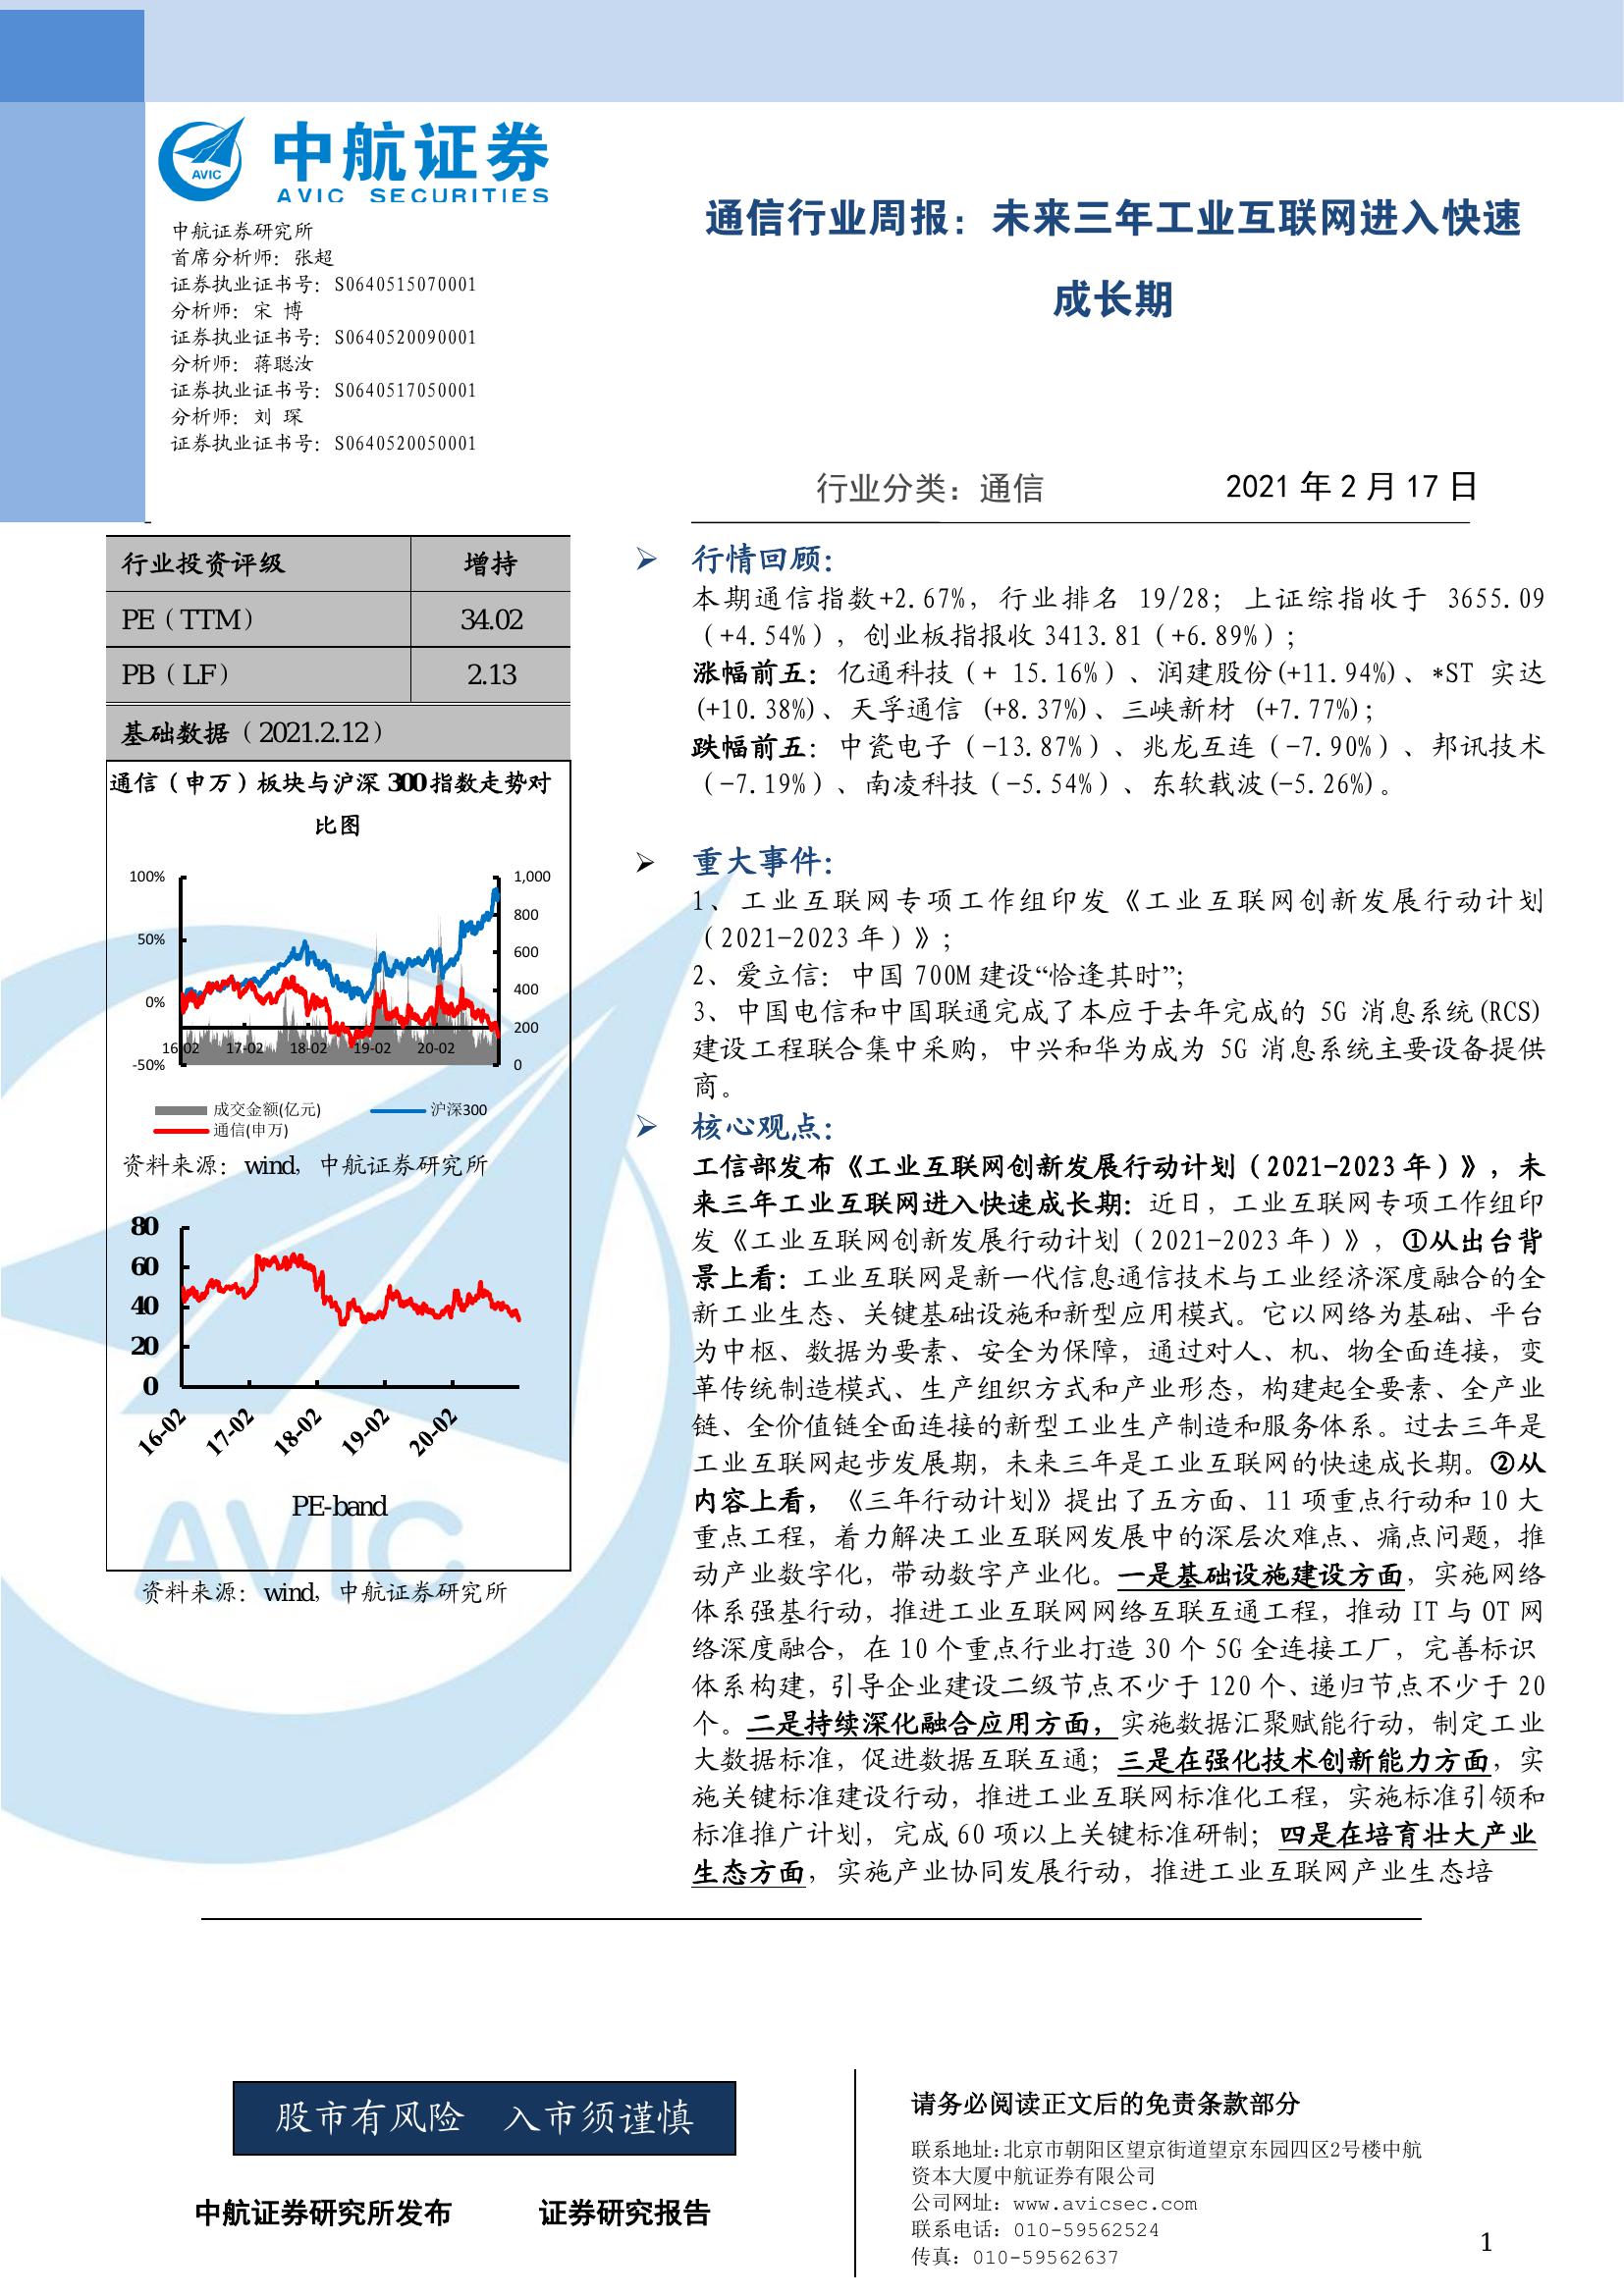 中航证券
AVIC SECURITIES
AVIC
中航证券研究所
首席分析师：张超
证券执业证书号：S0640515070001
分析师：宋 博
证券执业证书号：S0640520090001
分析师：蒋聪汝
证券执业证书号：S0640517050001
分析师：刘 琛
证券执业证书号：S0640520050001
通信行业周报：未来三年工业互联网进入快速
成长期
行业分类：通信 2021 年 2 月 17 日
行业投资评级 增持
PE（TTM） 34.02
PB（LF） 2.13
基础数据（2021.2.12）
通信（申万）板块与沪深 300 指数走势对
比图
100%
50%
0%
-50%
1,000
800
600
400
200
0
16-02 17-02 18-02 19-02 20-02
成交金额(亿元) 沪深300
通信(申万)
资料来源：wind，中航证券研究所
80
60
40
20
0
16-02 17-02 18-02 19-02 20-02
PE-band
AVIC
资料来源：wind，中航证券研究所
➢ 行情回顾：
本期通信指数+2.67%，行业排名 19/28；上证综指收于 3655.09
（+4.54%），创业板指报收 3413.81（+6.89%）；
涨幅前五：亿通科技（+ 15.16%）、润建股份(+11.94%)、*ST 实达
(+10.38%)、天孚通信 (+8.37%)、三峡新材 (+7.77%)；
跌幅前五：中瓷电子（-13.87%）、兆龙互连（-7.90%）、邦讯技术
（-7.19%）、南凌科技（-5.54%）、东软载波(-5.26%)。
➢ 重大事件：
1、工业互联网专项工作组印发《工业互联网创新发展行动计划
（2021-2023 年）》；
2、爱立信：中国 700M 建设“恰逢其时”；
3、中国电信和中国联通完成了本应于去年完成的 5G 消息系统(RCS)
建设工程联合集中采购，中兴和华为成为 5G 消息系统主要设备提供
商。
➢ 核心观点：
工信部发布《工业互联网创新发展行动计划（2021-2023 年）》，未
来三年工业互联网进入快速成长期：近日，工业互联网专项工作组印
发《工业互联网创新发展行动计划（2021-2023 年）》，①从出台背
景上看：工业互联网是新一代信息通信技术与工业经济深度融合的全
新工业生态、关键基础设施和新型应用模式。它以网络为基础、平台
为中枢、数据为要素、安全为保障，通过对人、机、物全面连接，变
革传统制造模式、生产组织方式和产业形态，构建起全要素、全产业
链、全价值链全面连接的新型工业生产制造和服务体系。过去三年是
工业互联网起步发展期，未来三年是工业互联网的快速成长期。②从
内容上看，《三年行动计划》提出了五方面、11 项重点行动和 10 大
重点工程，着力解决工业互联网发展中的深层次难点、痛点问题，推
动产业数字化，带动数字产业化。一是基础设施建设方面，实施网络
体系强基行动，推进工业互联网网络互联互通工程，推动 IT 与 OT 网
络深度融合，在 10 个重点行业打造 30 个 5G 全连接工厂，完善标识
体系构建，引导企业建设二级节点不少于 120 个、递归节点不少于 20
个。二是持续深化融合应用方面，实施数据汇聚赋能行动，制定工业
大数据标准，促进数据互联互通；三是在强化技术创新能力方面，实
施关键标准建设行动，推进工业互联网标准化工程，实施标准引领和
标准推广计划，完成 60 项以上关键标准研制；四是在培育壮大产业
生态方面，实施产业协同发展行动，推进工业互联网产业生态培
股市有风险 入市须谨慎
中航证券研究所发布 证券研究报告
请务必阅读正文后的免责条款部分
联系地址:北京市朝阳区望京街道望京东园四区2号楼中航
资本大厦中航证券有限公司
公司网址：www.avicsec.com
联系电话：010-59562524
传真：010-59562637
1